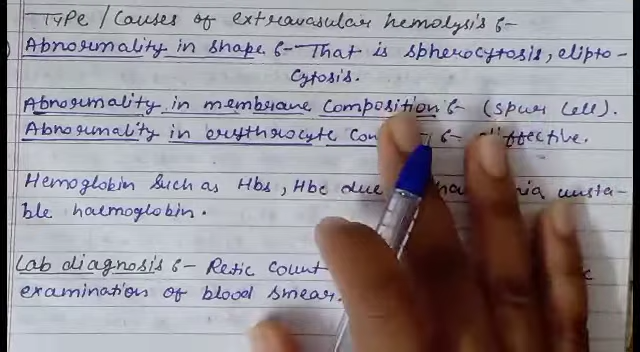 Type / Causes of extravasular hemolysis :-
Abnormality in shape :- That is spherocytosis, elipto-
cytosis.
Abnormality in membrane composition :- (spur cell).
Abnormality in erythrocyte :- diffective.
Hemoglobin such as Hbs, Hbc due unsta-
ble haemoglobin.
Lab diagnosis :- Retic count
examination of blood smear.